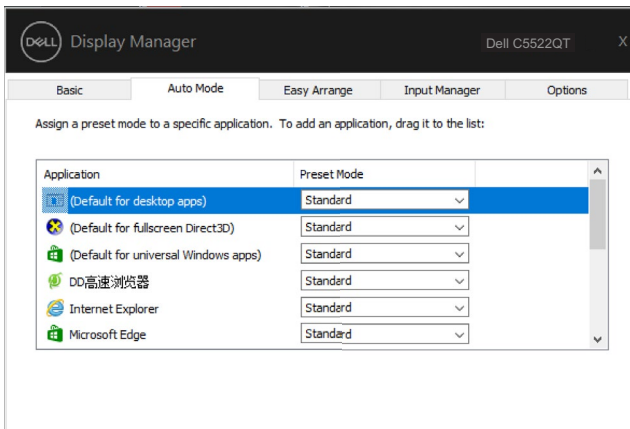 DELL Display Manager Dell C5522QT X
Basic Auto Mode Easy Arrange Input Manager Options
Assign a preset mode to a specific application. To add an application, drag it to the list:
Application Preset Mode
(Default for desktop apps) Standard
(Default for fullscreen Direct3D) Standard
(Default for universal Windows apps) Standard
DD高速浏览器 Standard
Internet Explorer Standard
Microsoft Edge Standard